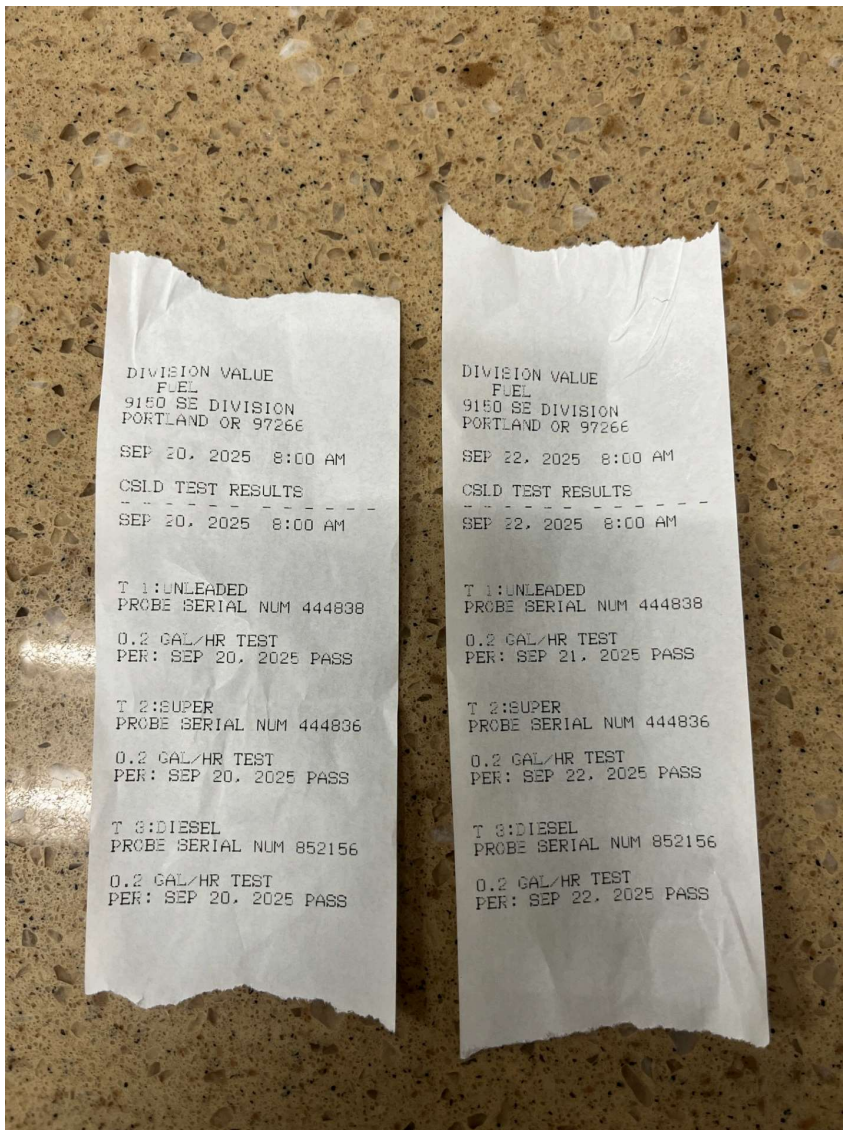 DIVISION VALUE
FUEL
9150 SE DIVISION
PORTLAND OR 97266
SEP 20, 2025 8:00 AM
CSLD TEST RESULTS
- - - - - - - - - - - -
SEP 20, 2025 8:00 AM
T 1:UNLEADED
PROBE SERIAL NUM 444838
0.2 GAL/HR TEST
PER: SEP 20, 2025 PASS
T 2:SUPER
PROBE SERIAL NUM 444836
0.2 GAL/HR TEST
PER: SEP 20, 2025 PASS
T 3:DIESEL
PROBE SERIAL NUM 852156
0.2 GAL/HR TEST
PER: SEP 20, 2025 PASS
DIVISION VALUE
FUEL
9150 SE DIVISION
PORTLAND OR 97266
SEP 22, 2025 8:00 AM
CSLD TEST RESULTS
- - - - - - - - - - - -
SEP 22, 2025 8:00 AM
T 1:UNLEADED
PROBE SERIAL NUM 444838
0.2 GAL/HR TEST
PER: SEP 21, 2025 PASS
T 2:SUPER
PROBE SERIAL NUM 444836
0.2 GAL/HR TEST
PER: SEP 22, 2025 PASS
T 3:DIESEL
PROBE SERIAL NUM 852156
0.2 GAL/HR TEST
PER: SEP 22, 2025 PASS